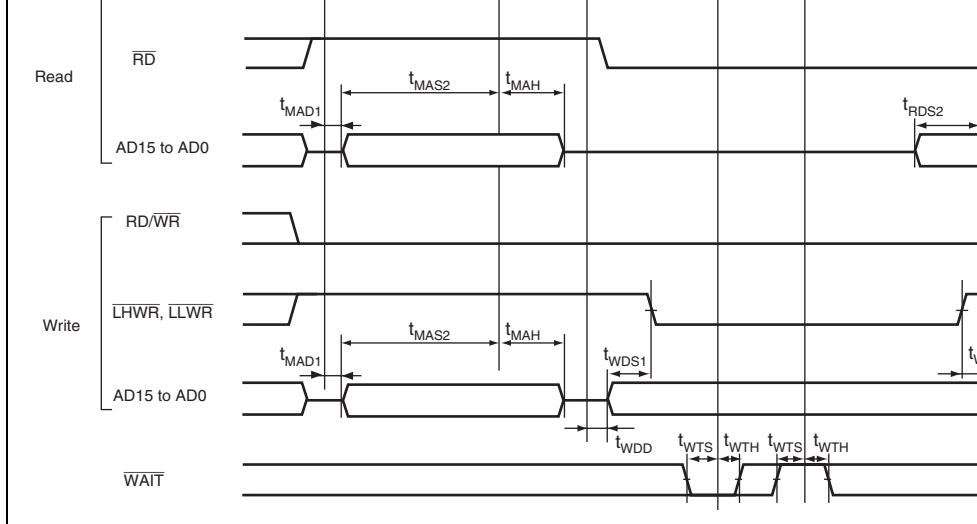 RD
Read
tMAS2 tMAH
tMAD1
tRDS2
AD15 to AD0
RD/WR
LHWR, LLWR
Write
tMAS2 tMAH
tMAD1
tWDS1
AD15 to AD0
tWDD
tWTS tWTH tWTS tWTH
WAIT